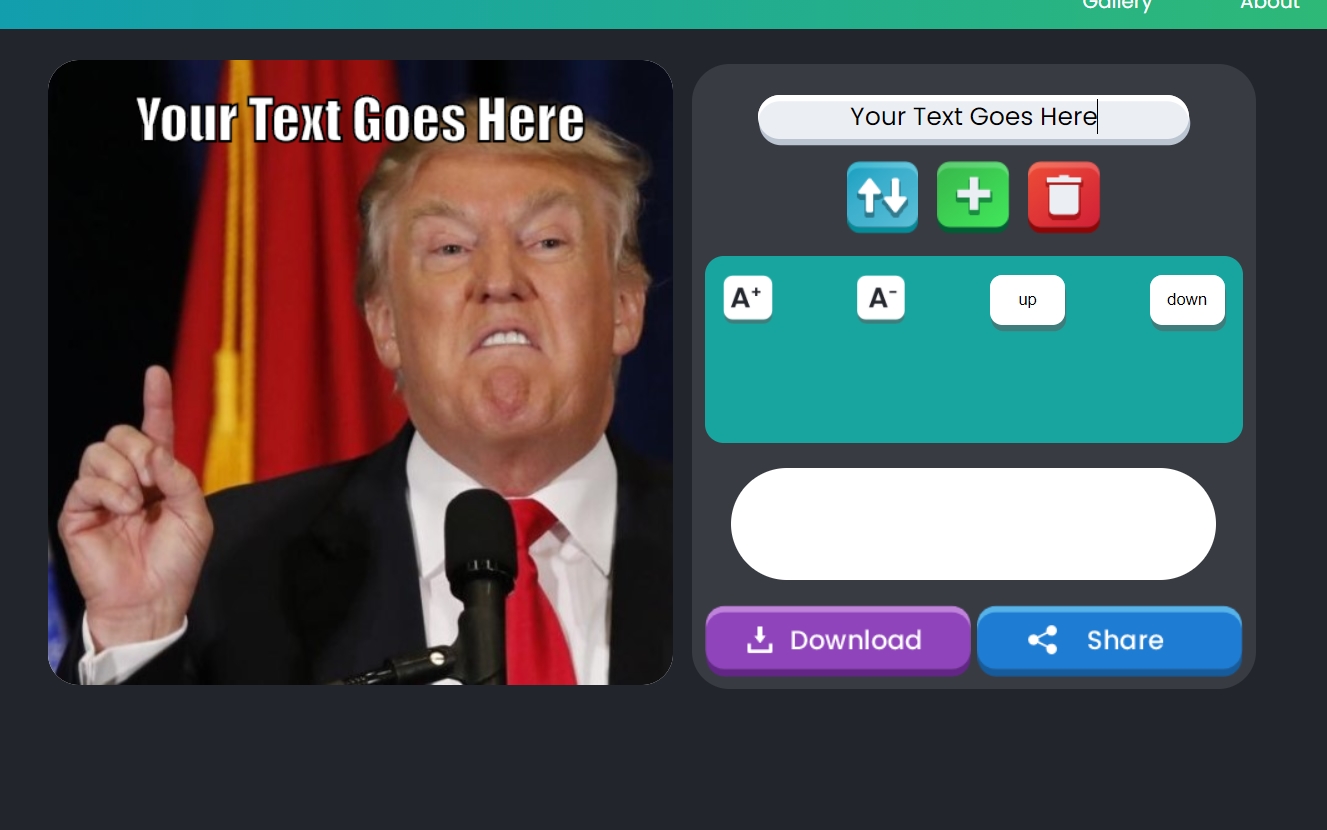 Gallery About
Your Text Goes Here
Your Text Goes Here
A+ A- up down
Download Share